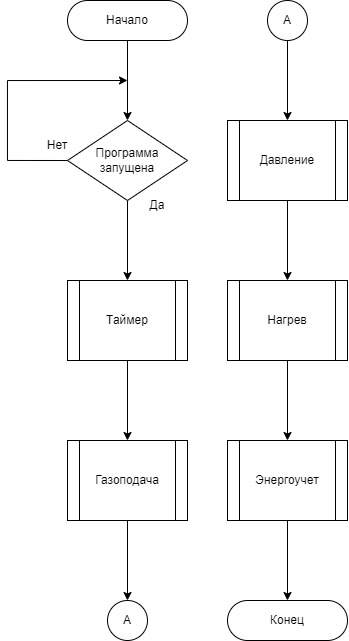 Начало
Нет
Программа
запущена
Да
Таймер
Газоподача
А
А
Давление
Нагрев
Энергоучет
Конец